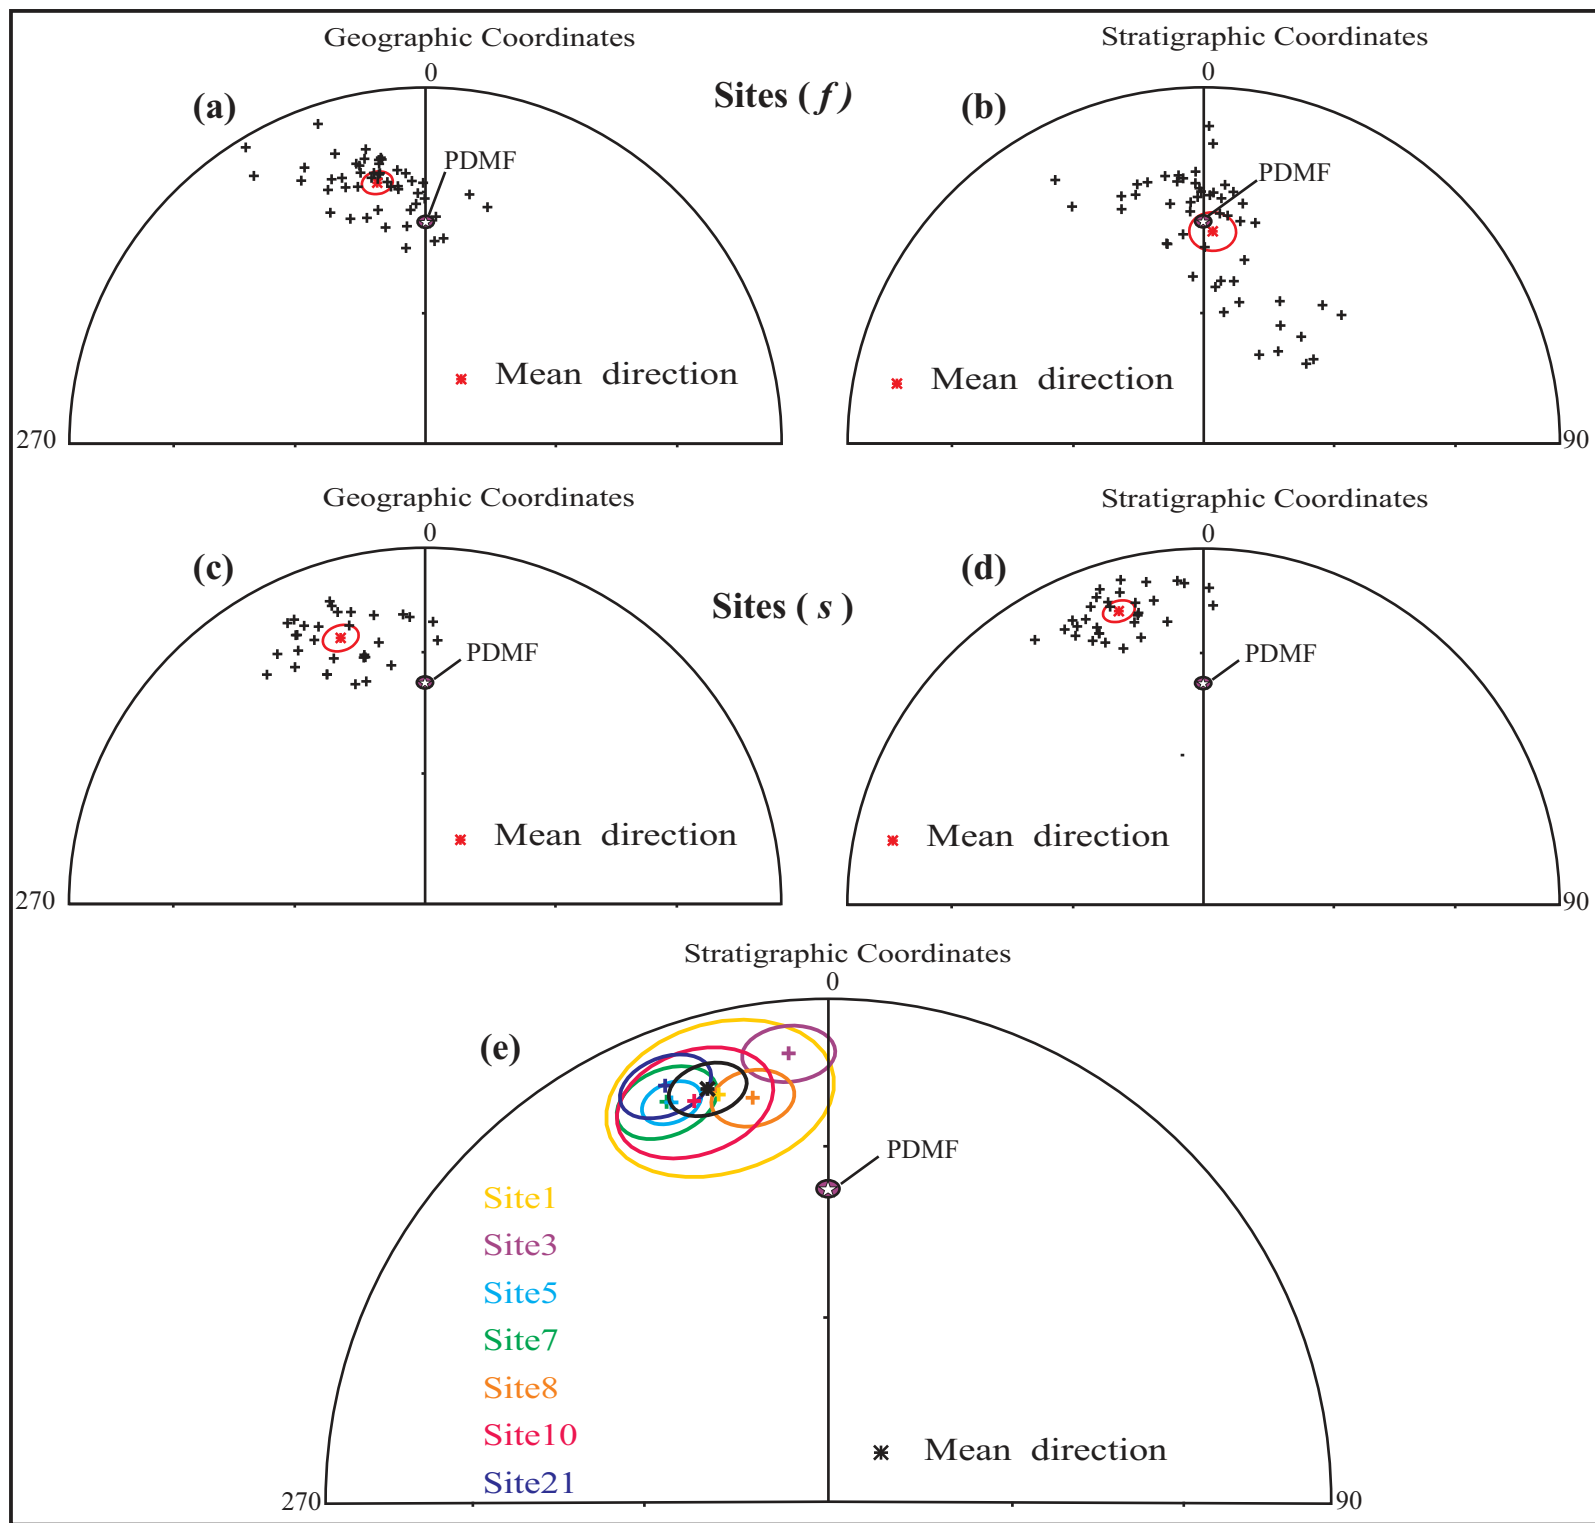 Geographic Coordinates
Stratigraphic Coordinates
0
0
(a)
Sites ( f )
(b)
PDMF
PDMF
Mean direction
Mean direction
270
90
Geographic Coordinates
Stratigraphic Coordinates
0
0
(c)
Sites ( s )
(d)
PDMF
PDMF
Mean direction
Mean direction
270
90
Stratigraphic Coordinates
0
(e)
PDMF
Site1
Site3
Site5
Site7
Site8
Site10
Mean direction
Site21
270
90